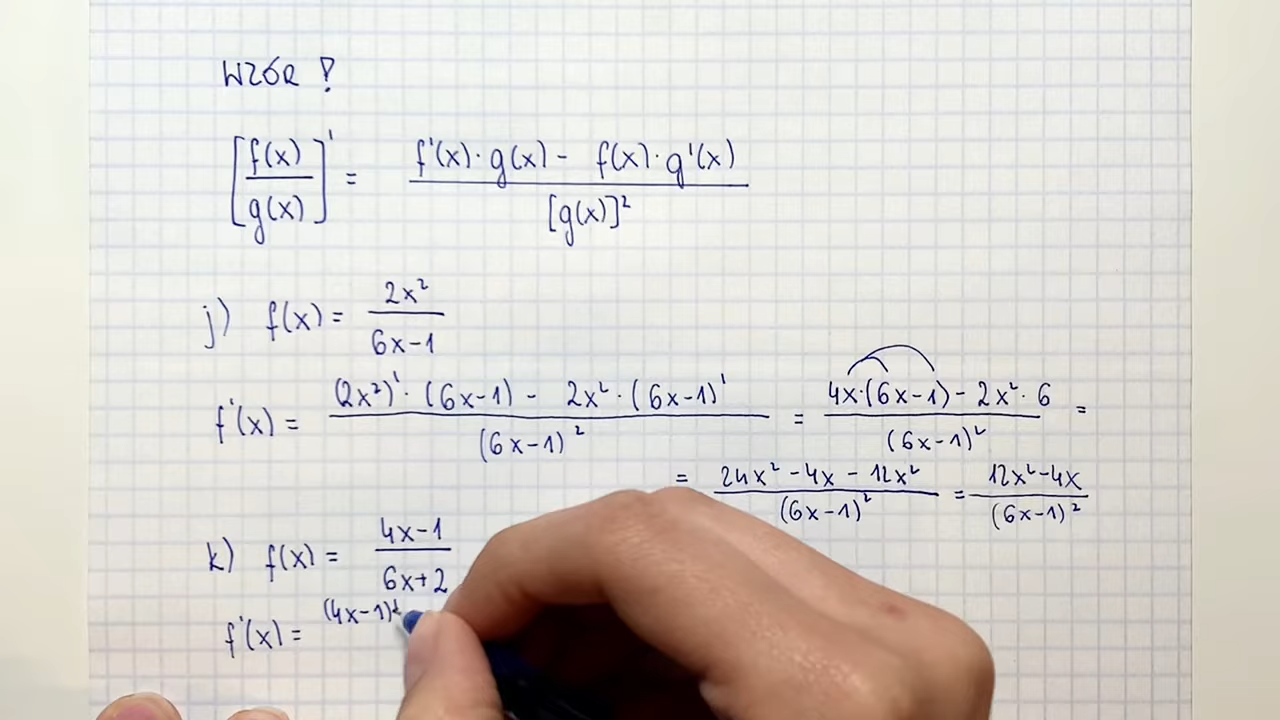 WZÓR !
[f(x)/g(x)]' = (f'(x)·g(x) - f(x)·g'(x))/[g(x)]²
j) f(x) = 2x²/(6x-1)
f'(x) = ((2x²)'·(6x-1) - 2x²·(6x-1)')/(6x-1)² = (4x·(6x-1) - 2x²·6)/(6x-1)² =
= (24x² - 4x - 12x²)/(6x-1)² = (12x²-4x)/(6x-1)²
k) f(x) = (4x-1)/(6x+2)
f'(x) = (4x-1)'